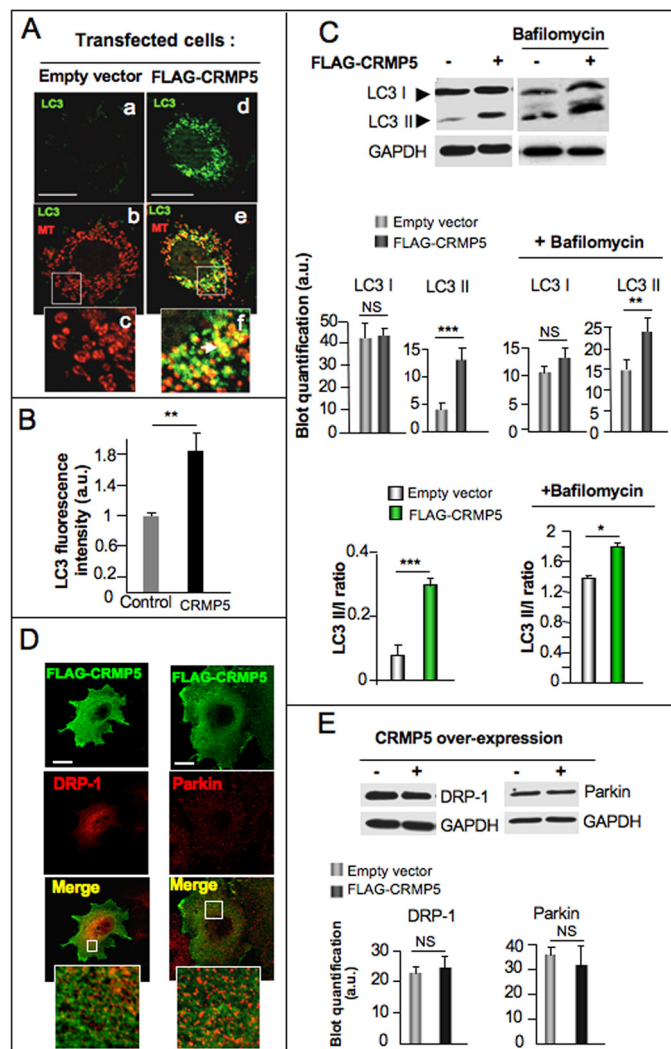 A
Transfected cells :
Empty vector FLAG-CRMP5
LC3 a
LC3 d
LC3 b
MT
LC3 e
MT
c f
B
**
LC3 fluorescence intensity (a.u.)
1.8
1.6
1.2
1
0
Control CRMP5
C
Bafilomycin
FLAG-CRMP5 - + - +
LC3 I
LC3 II
GAPDH
Empty vector
FLAG-CRMP5
+ Bafilomycin
Blot quantification (a.u.)
LC3 I
NS
50
40
30
20
10
0
LC3 II
***
15
10
5
0
LC3 I
NS
15
10
5
0
LC3 II
**
25
20
15
10
5
0
Empty vector
FLAG-CRMP5
+Bafilomycin
LC3 II/I ratio
***
0.4
0.2
0
LC3 II/I ratio
*
2
1.6
1.2
0.8
0.4
0
D
FLAG-CRMP5 FLAG-CRMP5
DRP-1 Parkin
Merge Merge
E
CRMP5 over-expression
- + - +
DRP-1 Parkin
GAPDH GAPDH
Empty vector
FLAG-CRMP5
Blot quantification (a.u.)
DRP-1
NS
30
20
10
0
Parkin
NS
40
30
20
10
0